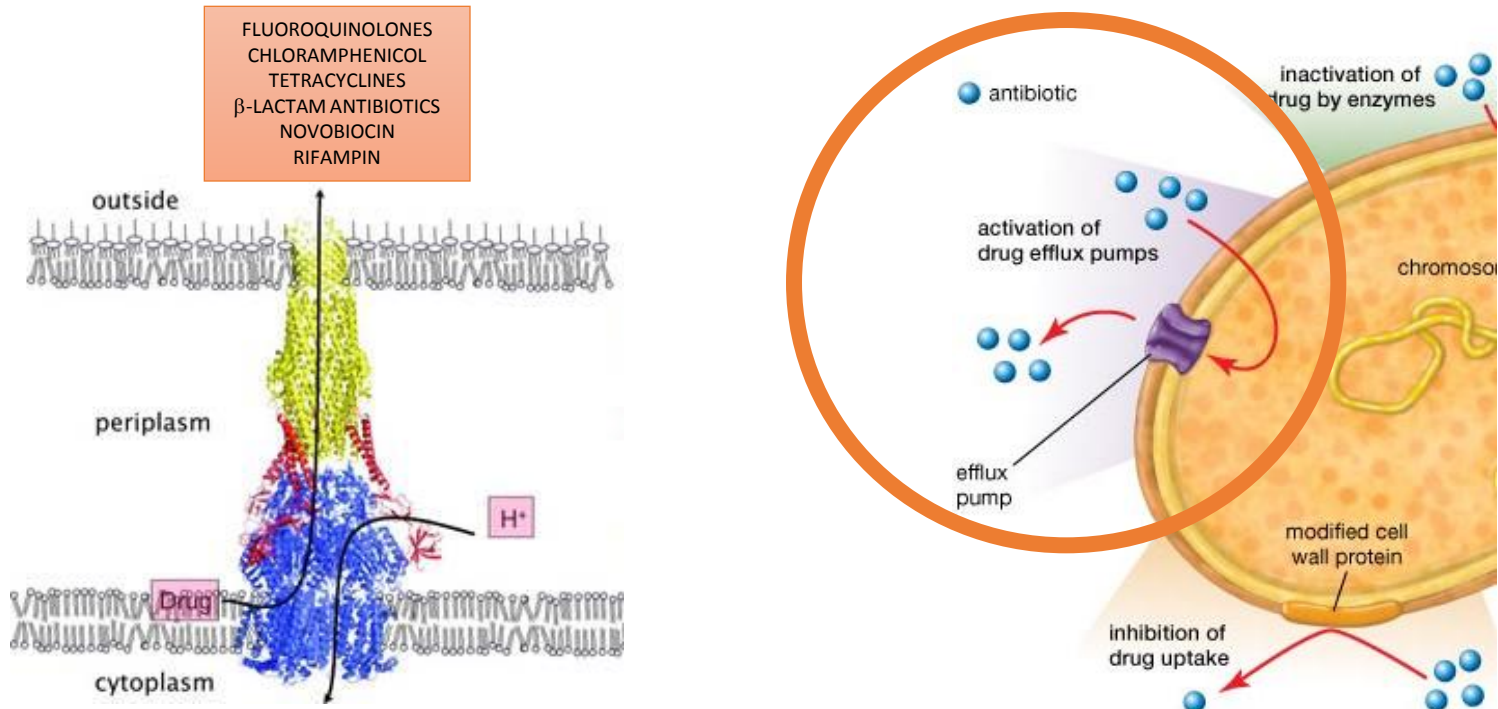 FLUOROQUINOLONES
CHLORAMPHENICOL
TETRACYCLINES
β-LACTAM ANTIBIOTICS
NOVOBIOCIN
RIFAMPIN
outside
periplasm
H⁺
Drug
cytoplasm
antibiotic
inactivation of
drug by enzymes
activation of
drug efflux pumps
chromosom
efflux
pump
modified cell
wall protein
inhibition of
drug uptake